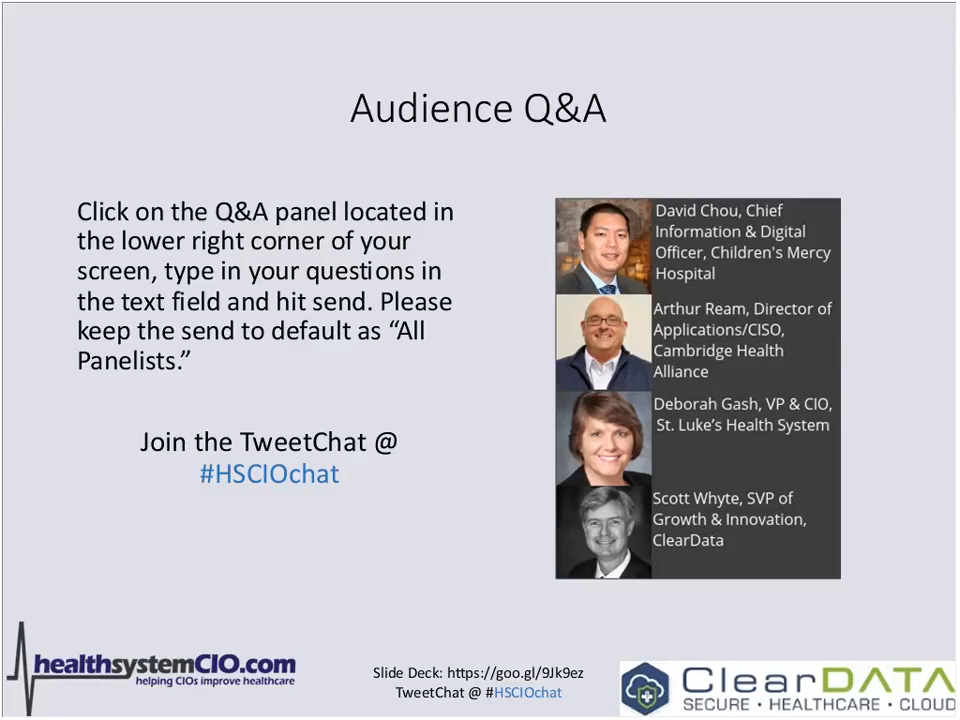 Audience Q&A
Click on the Q&A panel located in
the lower right corner of your
screen, type in your questions in
the text field and hit send. Please
keep the send to default as “All
Panelists.”
Join the TweetChat @
#HSCIOchat
David Chou, Chief
Information & Digital
Officer, Children's Mercy
Hospital
Arthur Ream, Director of
Applications/CISO,
Cambridge Health
Alliance
Deborah Gash, VP & CIO,
St. Luke’s Health System
Scott Whyte, SVP of
Growth & Innovation,
ClearData
healthsystemCIO.com
helping CIOs improve healthcare
Slide Deck: https://goo.gl/9Jk9ez
TweetChat @ #HSCIOchat
ClearDATA
SECURE • HEALTHCARE • CLOUD